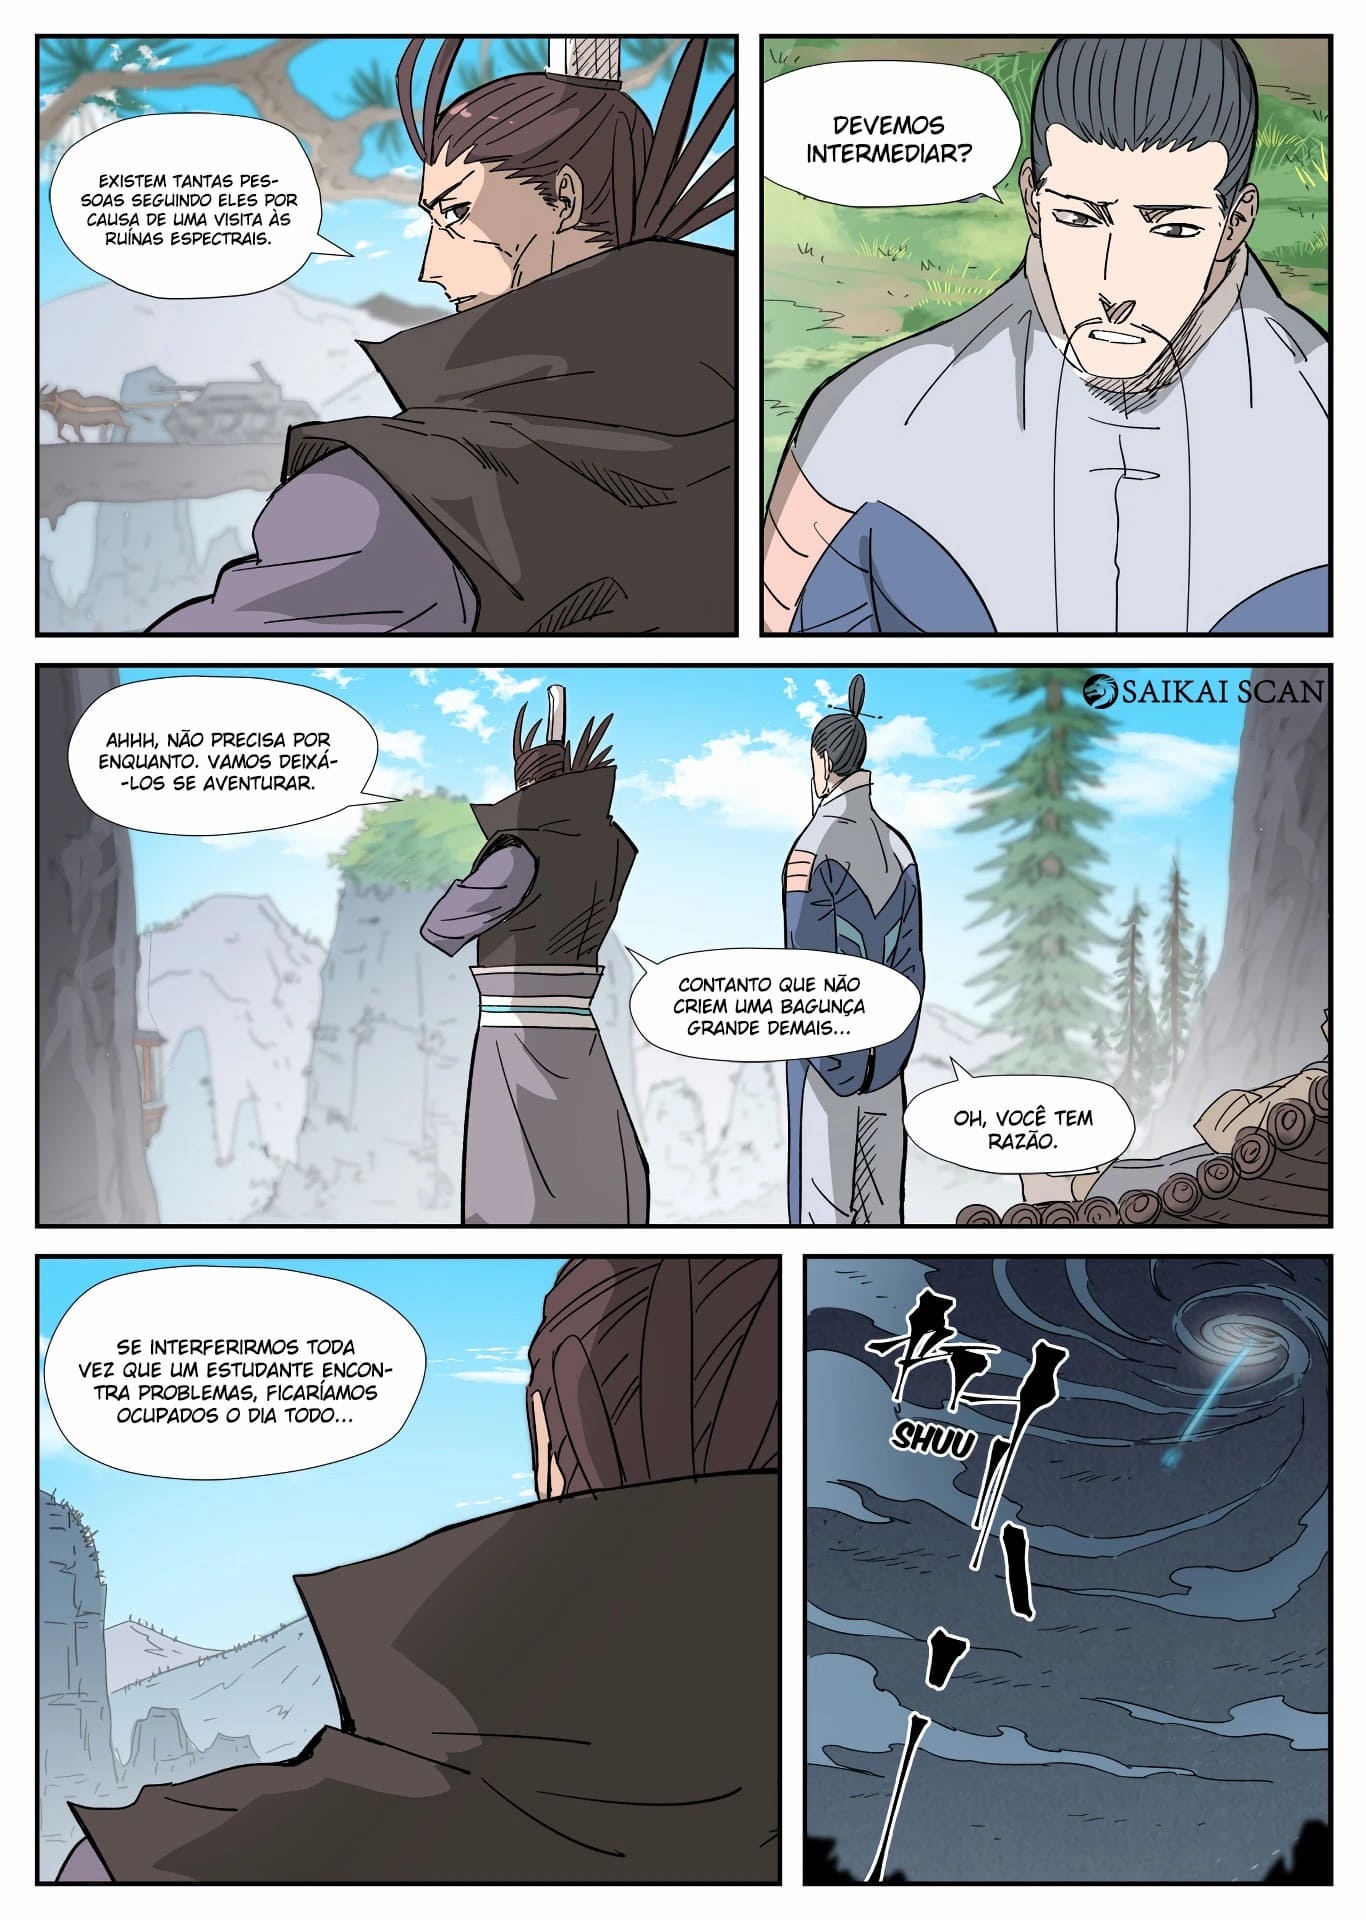 EXISTEM TANTAS PES-
SOAS SEGUINDO ELES POR
CAUSA DE UMA VISITA ÀS
RUÍNAS ESPECTRAIS.
DEVEMOS
INTERMEDIAR?
SAIKAI SCAN
AHHH, NÃO PRECISA POR
ENQUANTO. VAMOS DEIXÁ-
-LOS SE AVENTURAR.
CONTANTO QUE NÃO
CRIEM UMA BAGUNÇA
GRANDE DEMAIS...
OH, VOCÊ TEM
RAZÃO.
SE INTERFERIRMOS TODA
VEZ QUE UM ESTUDANTE ENCON-
TRA PROBLEMAS, FICARÍAMOS
OCUPADOS O DIA TODO...
SHUU